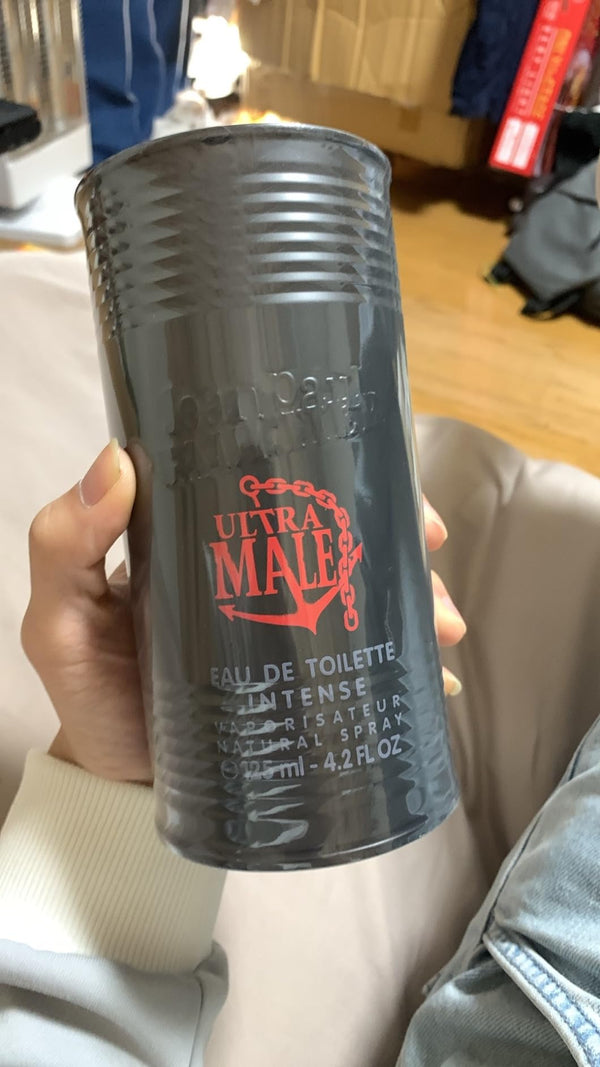 Jean Paul
Gaultier
ULTRA
MALE
EAU DE TOILETTE
INTENSE
VAPORISATEUR
NATURAL SPRAY
125 ml - 4.2 FL OZ